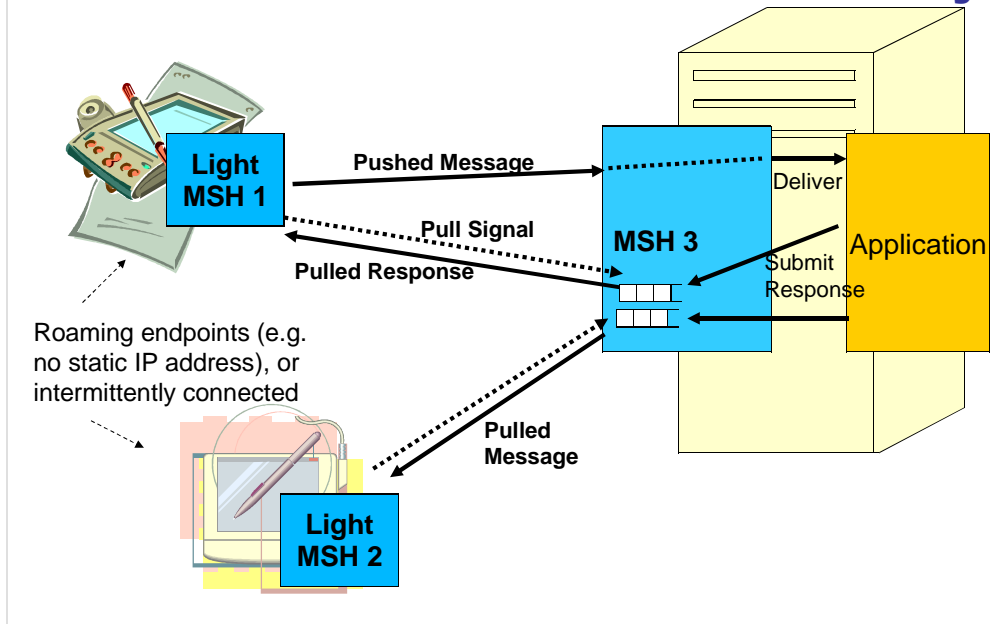 Light
MSH 1
Pushed Message
Deliver
Pull Signal
MSH 3
Application
Pulled Response
Submit
Response
Roaming endpoints (e.g.
no static IP address), or
intermittently connected
Pulled
Message
Light
MSH 2